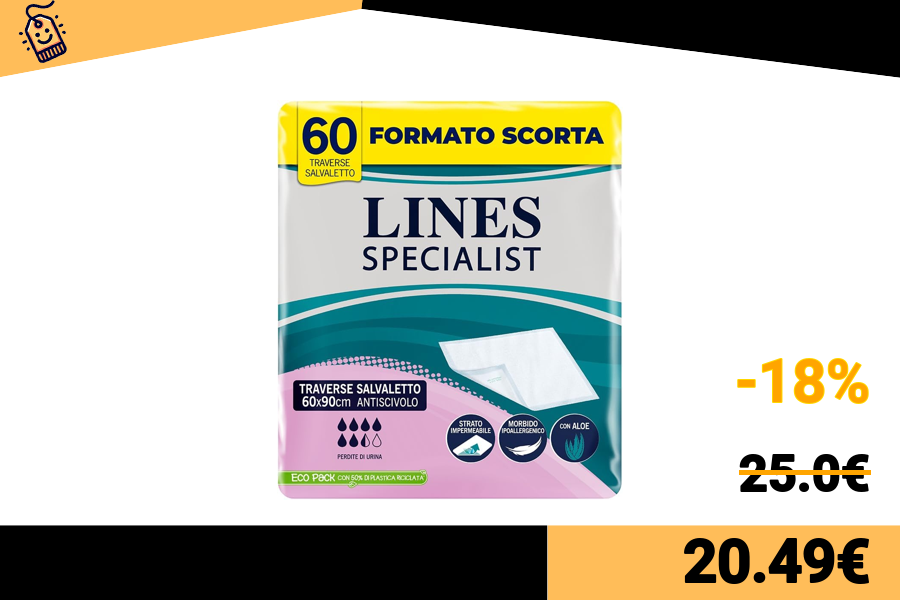 60
TRAVERSE
SALVALETTO
FORMATO SCORTA
LINES
SPECIALIST
TRAVERSE SALVALETTO
60x90cm ANTISCIVOLO
PERDITE DI URINA
STRATO
IMPERMEABILE
MORBIDO
IPOALLERGENICO
CON ALOE
ECO PACK CON 50% DI PLASTICA RICICLATA
-18%
25.0€
20.49€